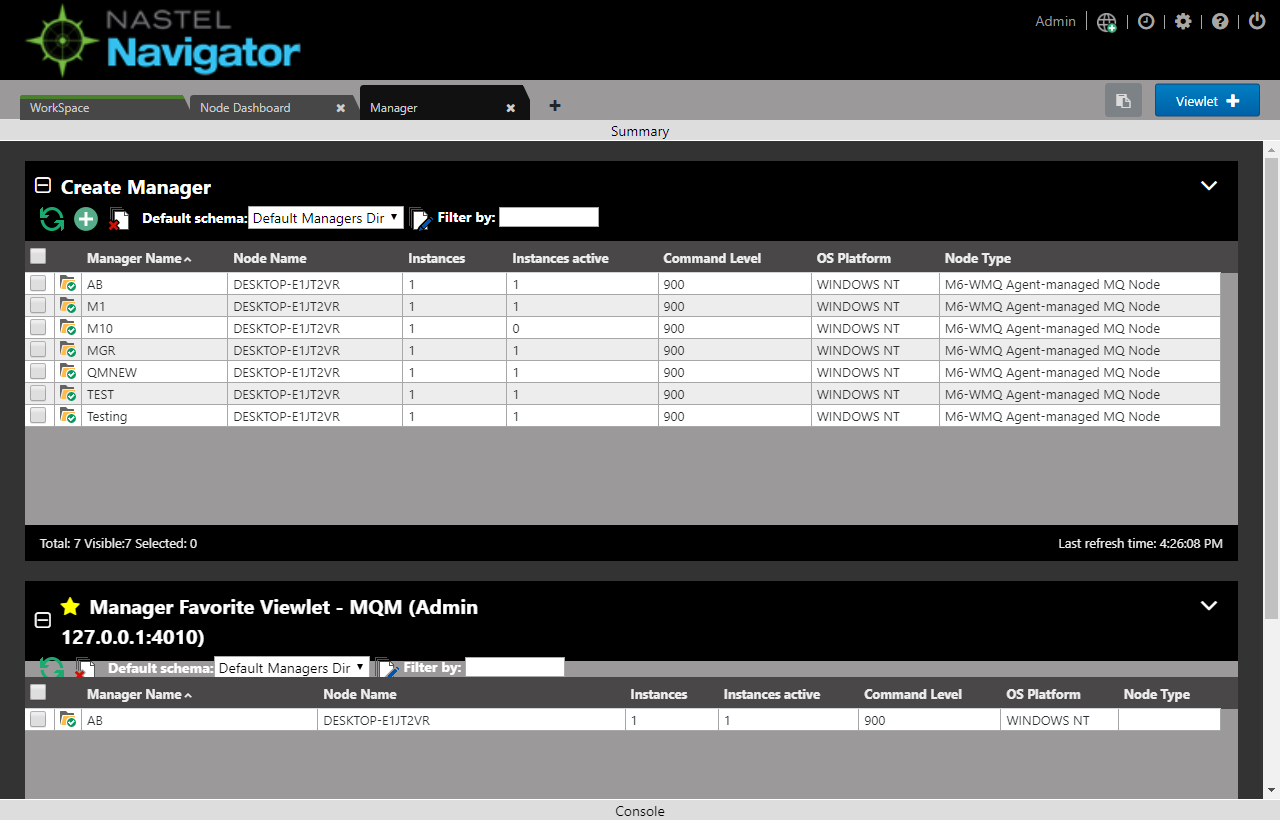 NASTEL
Navigator
Admin
WorkSpace
Node Dashboard
Manager
Viewlet
Summary
Create Manager
Default schema: Default Managers Dir Filter by:
Manager Name Node Name Instances Instances active Command Level OS Platform Node Type
AB DESKTOP-E1JT2VR 1 1 900 WINDOWS NT M6-WMQ Agent-managed MQ Node
M1 DESKTOP-E1JT2VR 1 1 900 WINDOWS NT M6-WMQ Agent-managed MQ Node
M10 DESKTOP-E1JT2VR 1 0 900 WINDOWS NT M6-WMQ Agent-managed MQ Node
MGR DESKTOP-E1JT2VR 1 1 900 WINDOWS NT M6-WMQ Agent-managed MQ Node
QMNEW DESKTOP-E1JT2VR 1 1 900 WINDOWS NT M6-WMQ Agent-managed MQ Node
TEST DESKTOP-E1JT2VR 1 1 900 WINDOWS NT M6-WMQ Agent-managed MQ Node
Testing DESKTOP-E1JT2VR 1 1 900 WINDOWS NT M6-WMQ Agent-managed MQ Node
Total: 7 Visible:7 Selected: 0 Last refresh time: 4:26:08 PM
Manager Favorite Viewlet - MQM (Admin
127.0.0.1:4010)
Default schema: Default Managers Dir Filter by:
Manager Name Node Name Instances Instances active Command Level OS Platform Node Type
AB DESKTOP-E1JT2VR 1 1 900 WINDOWS NT
Console